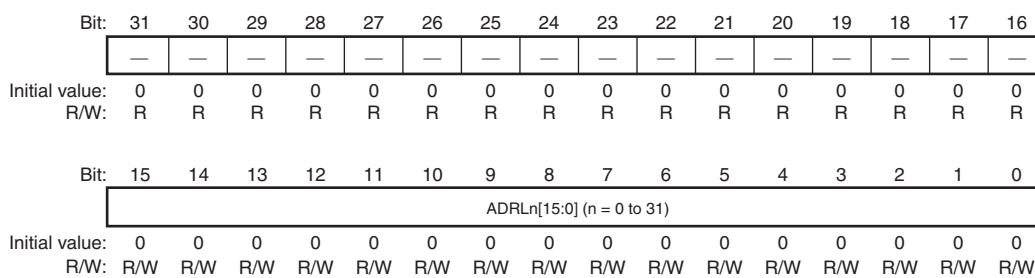 Bit: 31 30 29 28 27 26 25 24 23 22 21 20 19 18 17 16
— — — — — — — — — — — — — — — —
Initial value: 0 0 0 0 0 0 0 0 0 0 0 0 0 0 0 0
R/W: R R R R R R R R R R R R R R R R
Bit: 15 14 13 12 11 10 9 8 7 6 5 4 3 2 1 0
ADRLn[15:0] (n = 0 to 31)
Initial value: 0 0 0 0 0 0 0 0 0 0 0 0 0 0 0 0
R/W: R/W R/W R/W R/W R/W R/W R/W R/W R/W R/W R/W R/W R/W R/W R/W R/W